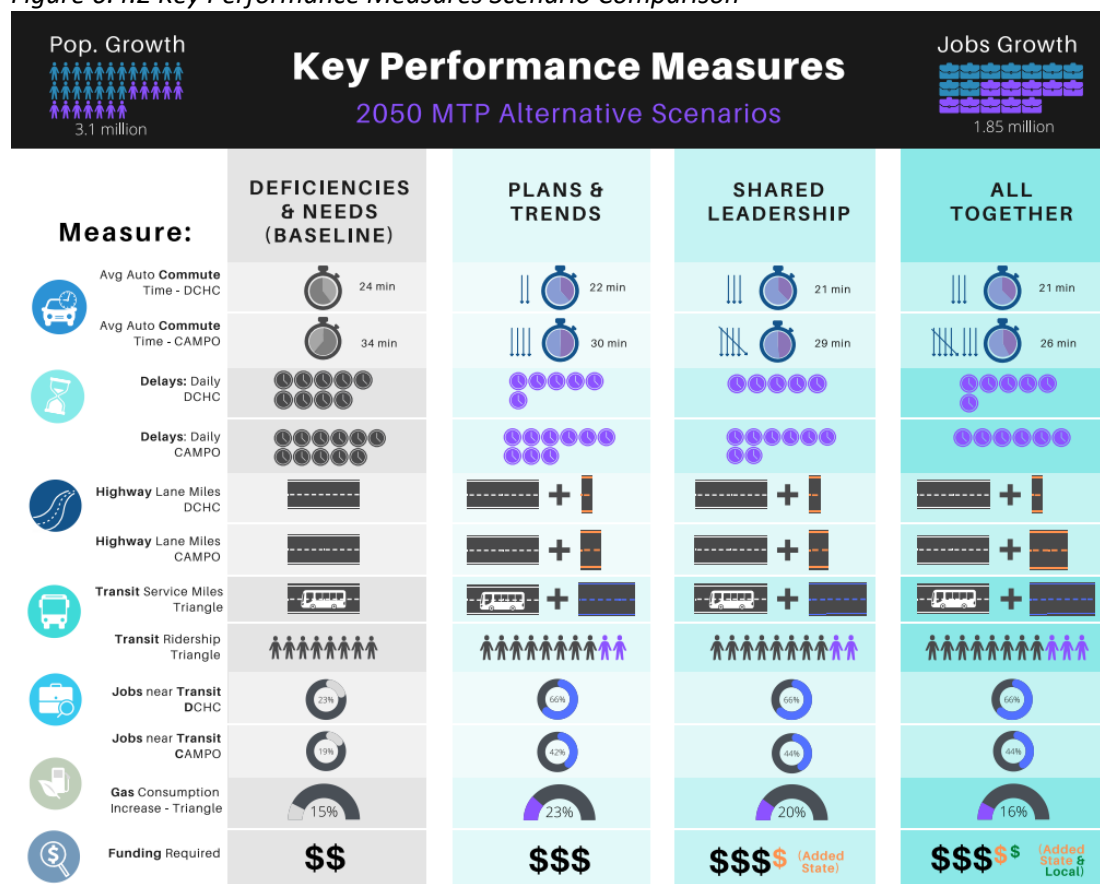 Figure 6.4.2 Key Performance Measures Scenario Comparison
Pop. Growth
3.1 million
Key Performance Measures
2050 MTP Alternative Scenarios
Jobs Growth
1.85 million
Measure:
DEFICIENCIES
& NEEDS
(BASELINE)
PLANS &
TRENDS
SHARED
LEADERSHIP
ALL
TOGETHER
Avg Auto Commute
Time - DCHC
24 min
22 min
21 min
21 min
Avg Auto Commute
Time - CAMPO
34 min
30 min
29 min
26 min
Delays: Daily
DCHC
Delays: Daily
CAMPO
Highway Lane Miles
DCHC
Highway Lane Miles
CAMPO
Transit Service Miles
Triangle
Transit Ridership
Triangle
Jobs near Transit
DCHC
23%
66%
66%
66%
Jobs near Transit
CAMPO
19%
42%
44%
44%
Gas Consumption
Increase - Triangle
15%
23%
20%
16%
Funding Required
$$
$$$
$$$$ (Added
State)
$$$$$ (Added
State &
Local)